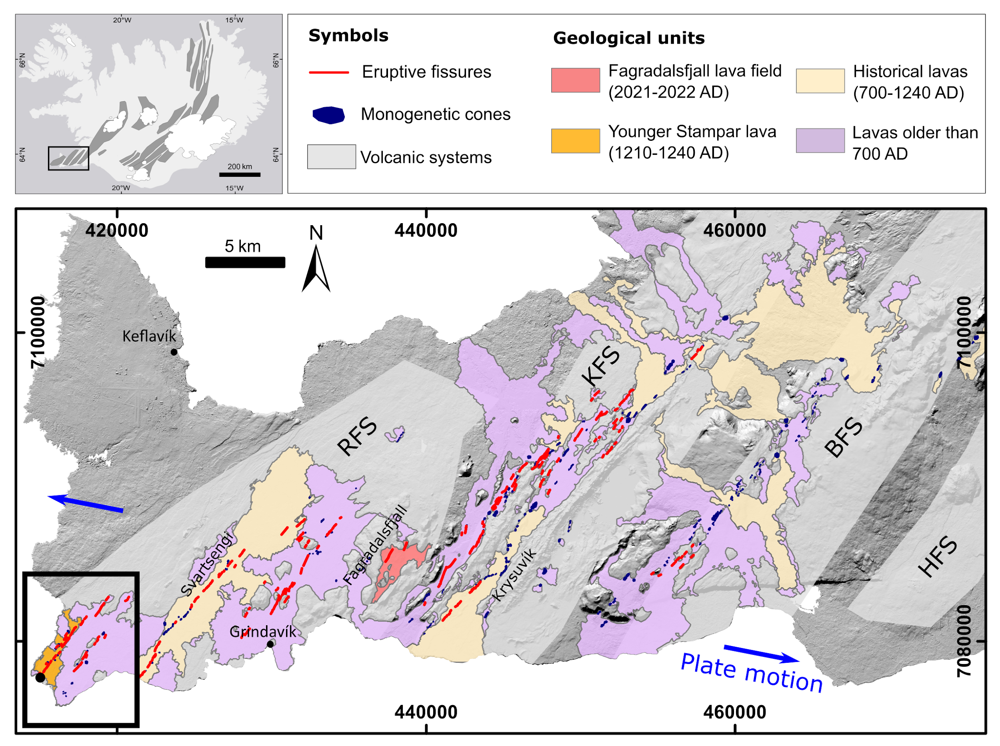 20°W
15°W
66°N
66°N
64°N
64°N
200 km
20°W
15°W
Symbols
Eruptive fissures
Monogenetic cones
Volcanic systems
Geological units
Fagradalsfjall lava field
(2021-2022 AD)
Younger Stampar lava
(1210-1240 AD)
Historical lavas
(700-1240 AD)
Lavas older than
700 AD
420000
440000
460000
5 km
N
7100000
7100000
Keflavík
KFS
RFS
BFS
HFS
Svartsengi
Fagradalsfjall
Krysuvík
Grindavík
7080000
Plate motion
440000
460000